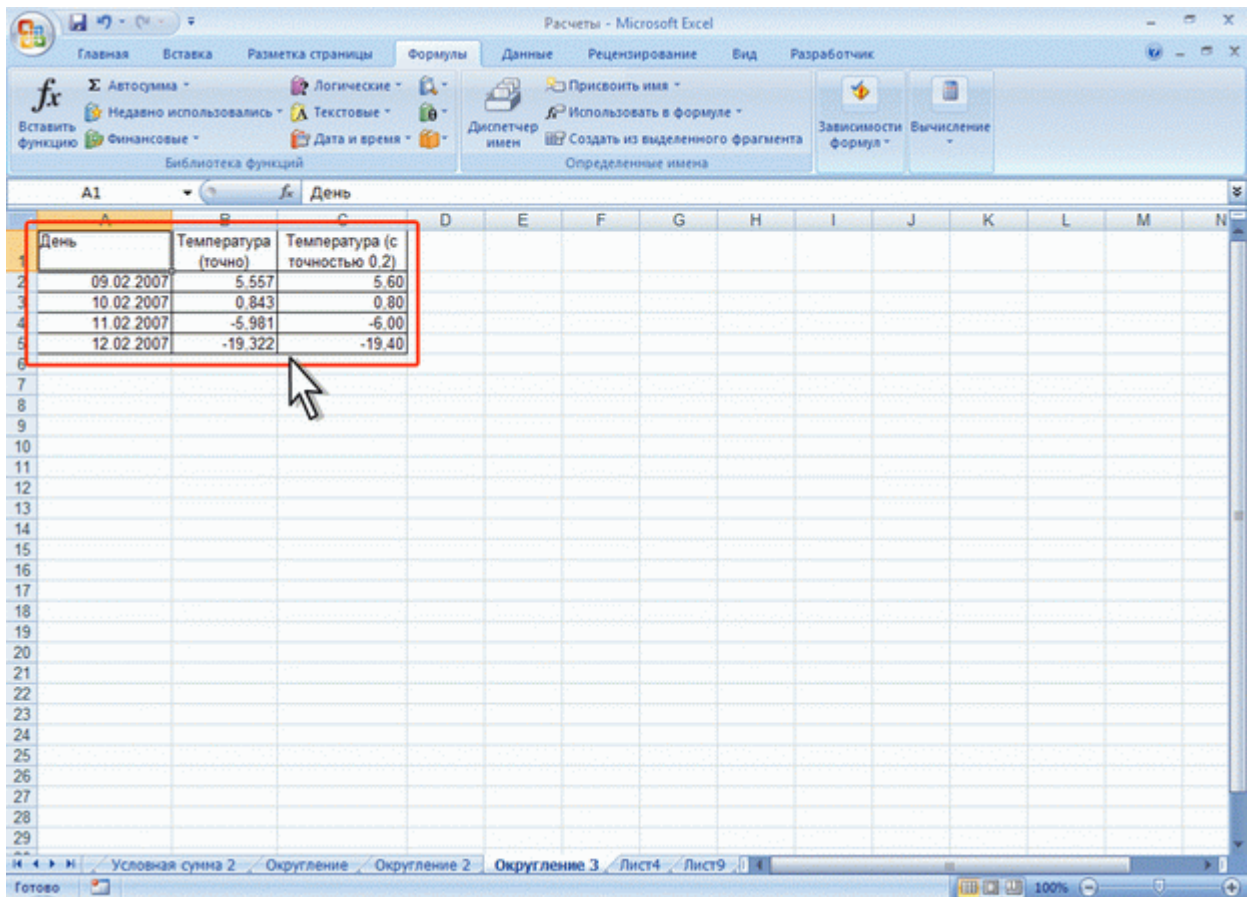 Расчеты - Microsoft Excel
Главная Вставка Разметка страницы Формулы Данные Рецензирование Вид Разработчик
fx Вставить функцию
Σ Автосумма
Недавно использовались
Финансовые
Логические
Текстовые
Дата и время
Библиотека функций
Диспетчер имен
Присвоить имя
Использовать в формуле
Создать из выделенного фрагмента
Определенные имена
Зависимости формул
Вычисление
A1 fx День
A B C D E F G H I J K L M N
1 День Температура (точно) Температура (с точностью 0,2)
2 09.02.2007 5,557 5,60
3 10.02.2007 0,843 0,80
4 11.02.2007 -5,981 -6,00
5 12.02.2007 -19,322 -19,40
6
7
8
9
10
11
12
13
14
15
16
17
18
19
20
21
22
23
24
25
26
27
28
29
Условная сумма 2 Округление Округление 2 Округление 3 Лист4 Лист9
Готово 100%